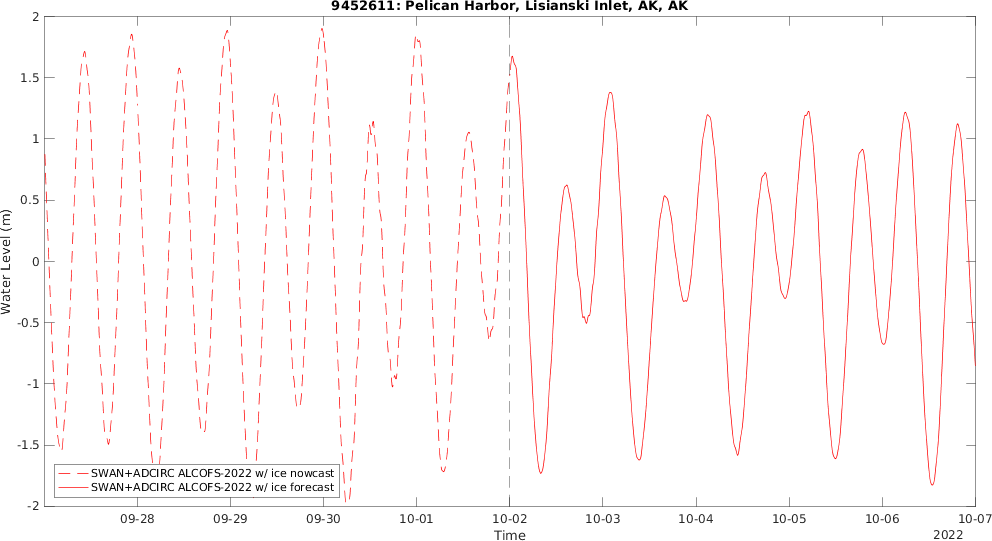 9452611: Pelican Harbor, Lisianski Inlet, AK, AK
2
1.5
1
0.5
0
-0.5
-1
-1.5
-2
Water Level (m)
SWAN+ADCIRC ALCOFS-2022 w/ ice nowcast
SWAN+ADCIRC ALCOFS-2022 w/ ice forecast
09-28 09-29 09-30 10-01 10-02 10-03 10-04 10-05 10-06 10-07
Time
2022